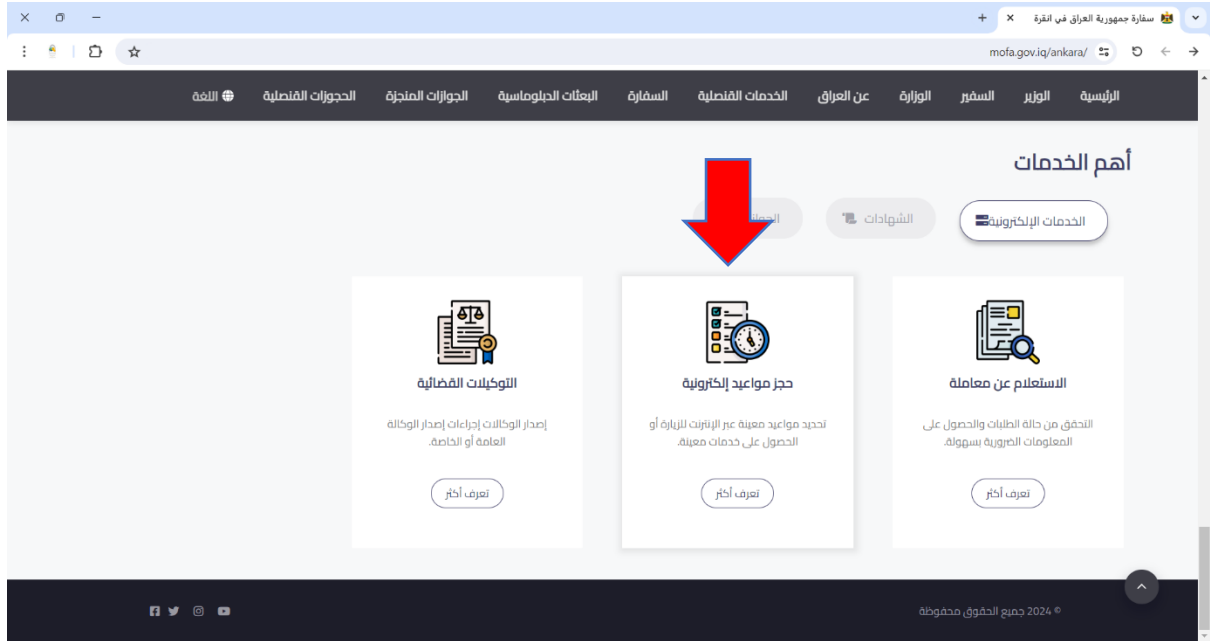 سفارة جمهورية العراق في انقرة
mofa.gov.iq/ankara/
الرئيسية الوزير السفير الوزارة عن العراق الخدمات القنصلية السفارة البعثات الدبلوماسية الجوازات المنجزة الحجوزات القنصلية اللغة
أهم الخدمات
الخدمات الإلكترونية الشهادات
الاستعلام عن معاملة
التحقق من حالة الطلبات والحصول على
المعلومات الضرورية بسهولة.
تعرف أكثر
حجز مواعيد إلكترونية
تحديد مواعيد معينة عبر الإنترنت للزيارة أو
الحصول على خدمات معينة.
تعرف أكثر
التوكيلات القضائية
إصدار الوكالات إجراءات إصدار الوكالة
العامة أو الخاصة.
تعرف أكثر
© 2024 جميع الحقوق محفوظة